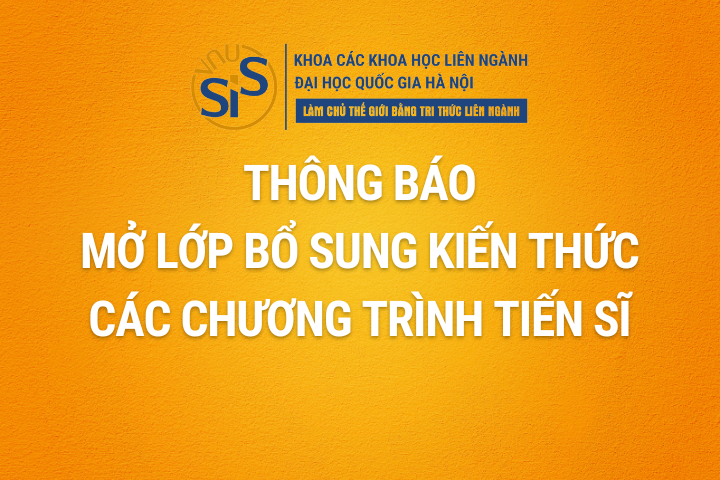 VNU
SIS
KHOA CÁC KHOA HỌC LIÊN NGÀNH
ĐẠI HỌC QUỐC GIA HÀ NỘI
LÀM CHỦ THẾ GIỚI BẰNG TRI THỨC LIÊN NGÀNH
THÔNG BÁO
MỞ LỚP BỔ SUNG KIẾN THỨC
CÁC CHƯƠNG TRÌNH TIẾN SĨ